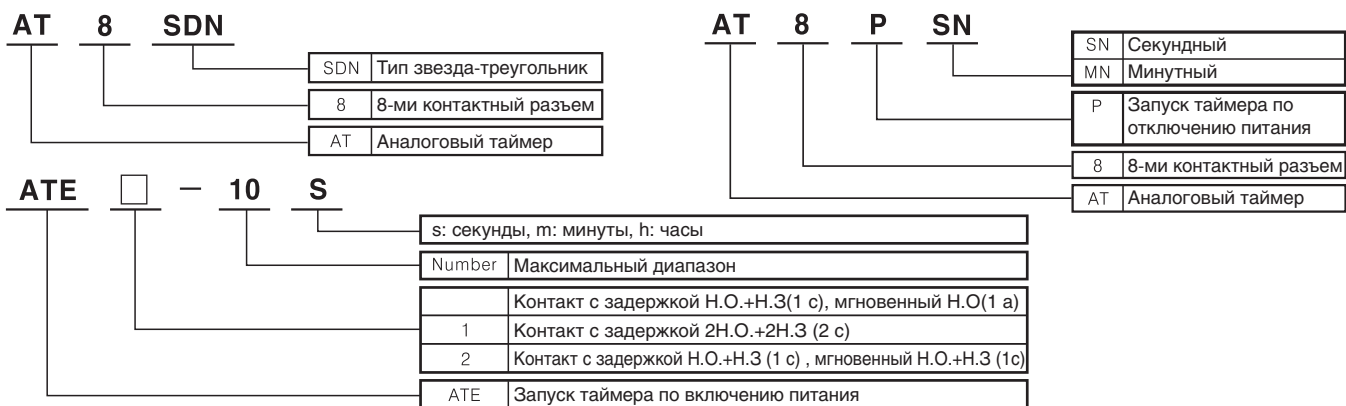 AT 8 SDN
SDN Тип звезда-треугольник
8 8-ми контактный разъем
AT Аналоговый таймер
AT 8 P SN
SN Секундный
MN Минутный
P Запуск таймера по
отключению питания
8 8-ми контактный разъем
AT Аналоговый таймер
ATE □ – 10 S
s: секунды, m: минуты, h: часы
Number Максимальный диапазон
Контакт с задержкой Н.О.+Н.З(1 с), мгновенный Н.О(1 а)
1 Контакт с задержкой 2Н.О.+2Н.З (2 с)
2 Контакт с задержкой Н.О.+Н.З (1 с) , мгновенный Н.О.+Н.З (1с)
ATE Запуск таймера по включению питания